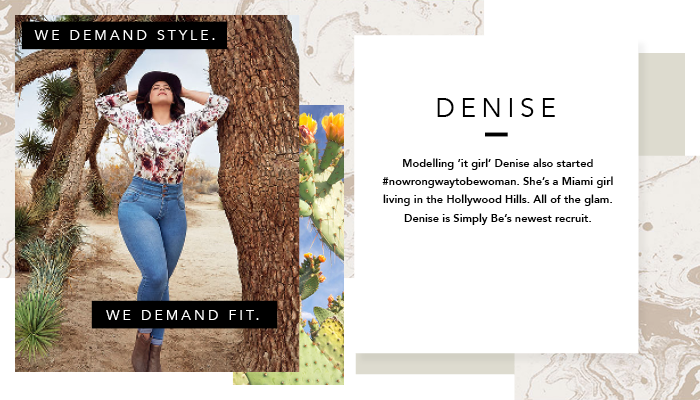 WE DEMAND STYLE.
WE DEMAND FIT.
DENISE
Modelling ‘it girl’ Denise also started
#nowrongwaytobewoman. She’s a Miami girl
living in the Hollywood Hills. All of the glam.
Denise is Simply Be’s newest recruit.